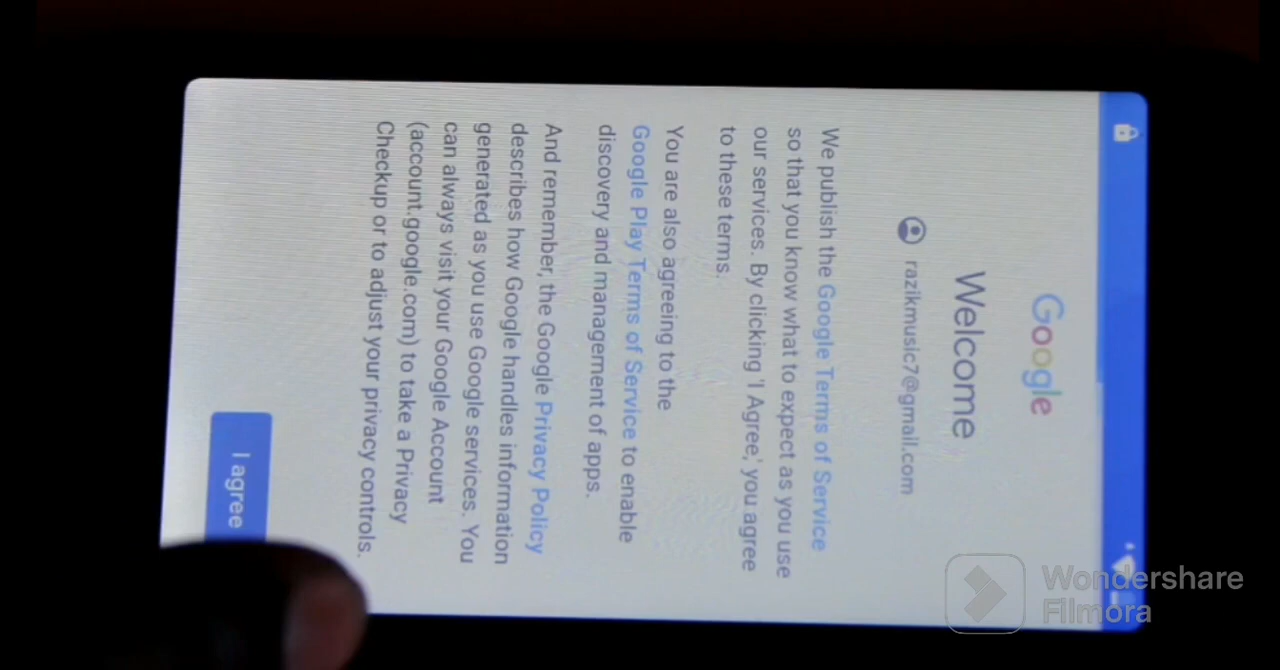 Google
Welcome
razikmusic7@gmail.com
We publish the Google Terms of Service
so that you know what to expect as you use
our services. By clicking 'I Agree,' you agree
to these terms.
You are also agreeing to the
Google Play Terms of Service to enable
discovery and management of apps.
And remember, the Google Privacy Policy
describes how Google handles information
generated as you use Google services. You
can always visit your Google Account
(account.google.com) to take a Privacy
Checkup or to adjust your privacy controls.
I agree
Wondershare
Filmora